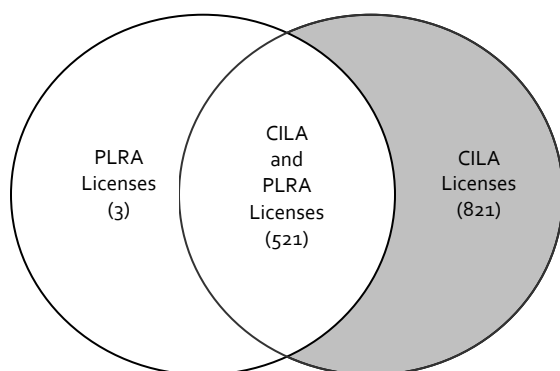 PLRA
Licenses
(3)
CILA
and
PLRA
Licenses
(521)
CILA
Licenses
(821)